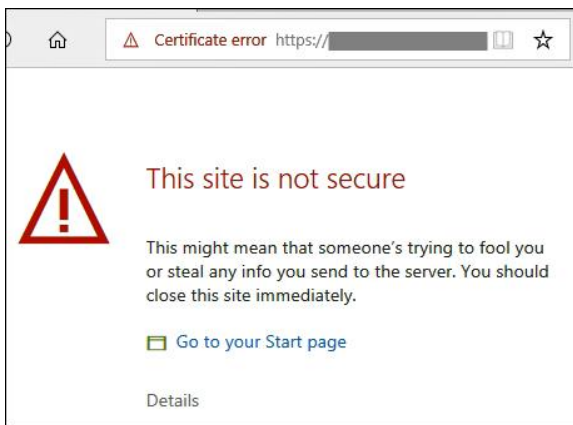 Certificate error https://
This site is not secure
This might mean that someone's trying to fool you
or steal any info you send to the server. You should
close this site immediately.
Go to your Start page
Details